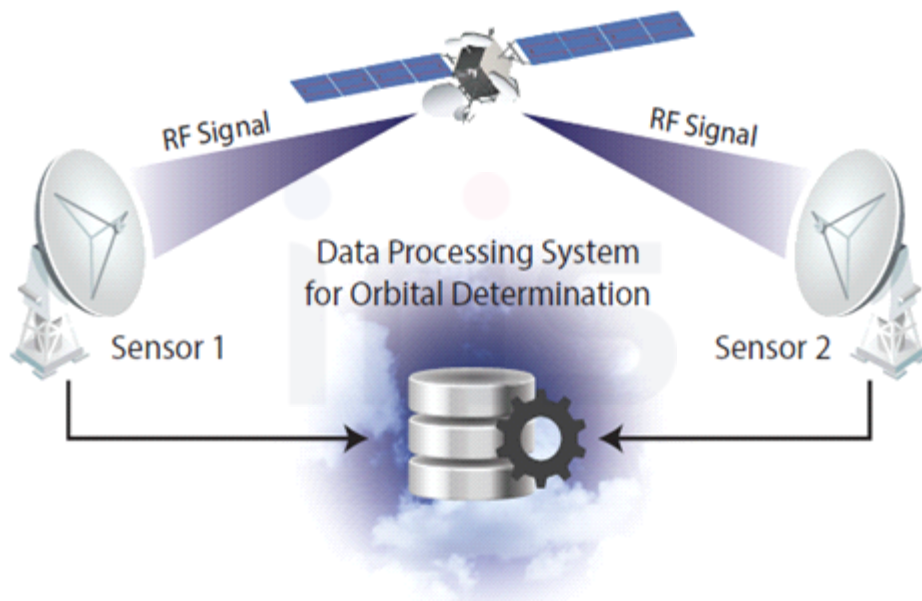 RF Signal
RF Signal
Data Processing System
for Orbital Determination
Sensor 1
Sensor 2